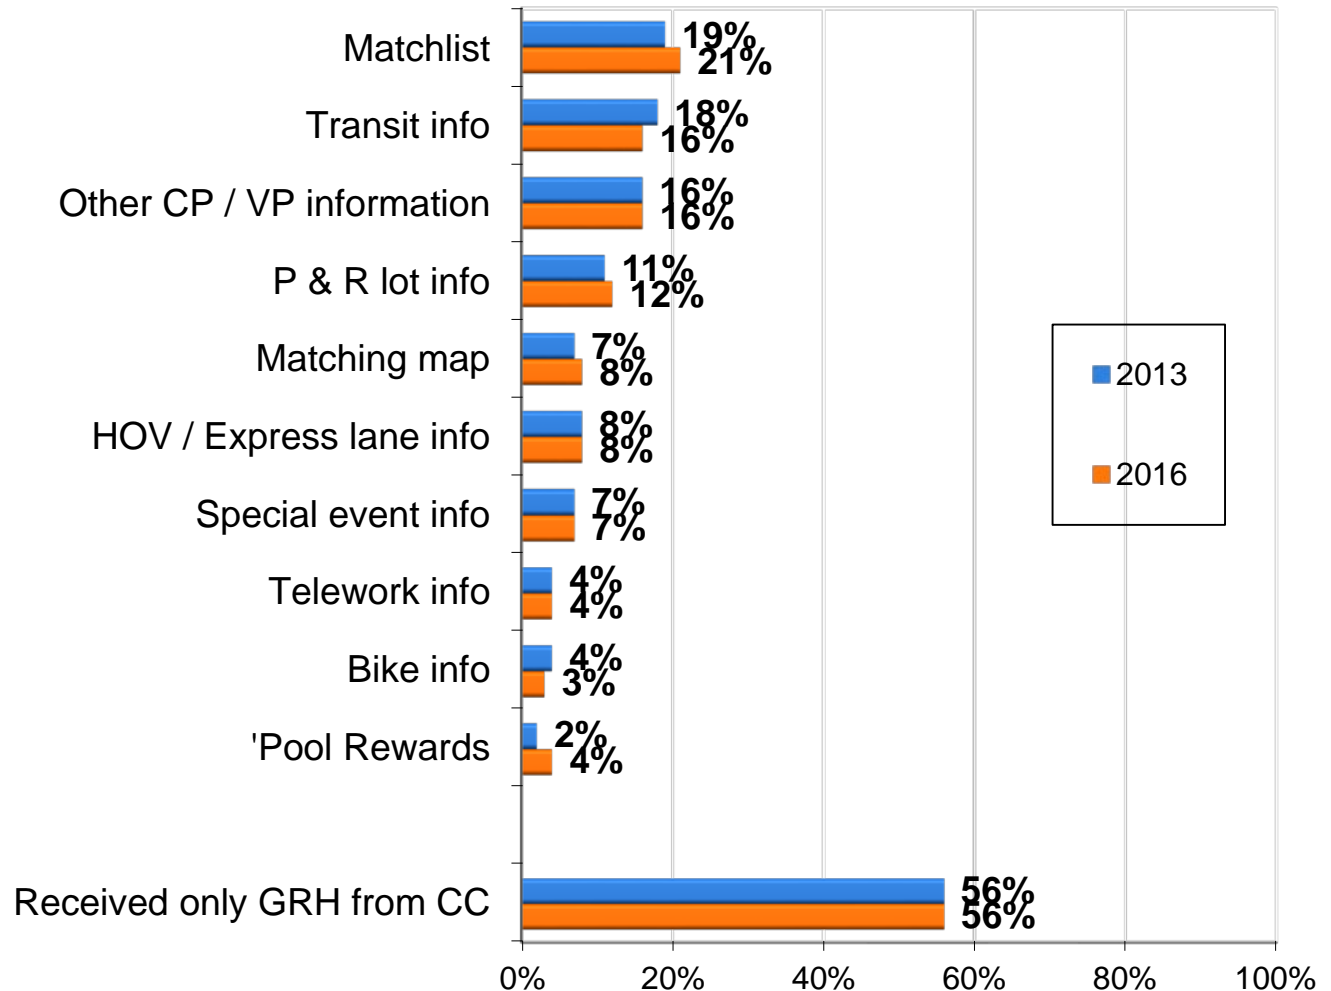 Matchlist
19%
21%
Transit info
18%
16%
Other CP / VP information
16%
16%
P & R lot info
11%
12%
Matching map
7%
8%
HOV / Express lane info
8%
8%
Special event info
7%
7%
Telework info
4%
4%
Bike info
4%
3%
'Pool Rewards
2%
4%
Received only GRH from CC
56%
56%
2013
2016
0% 20% 40% 60% 80% 100%